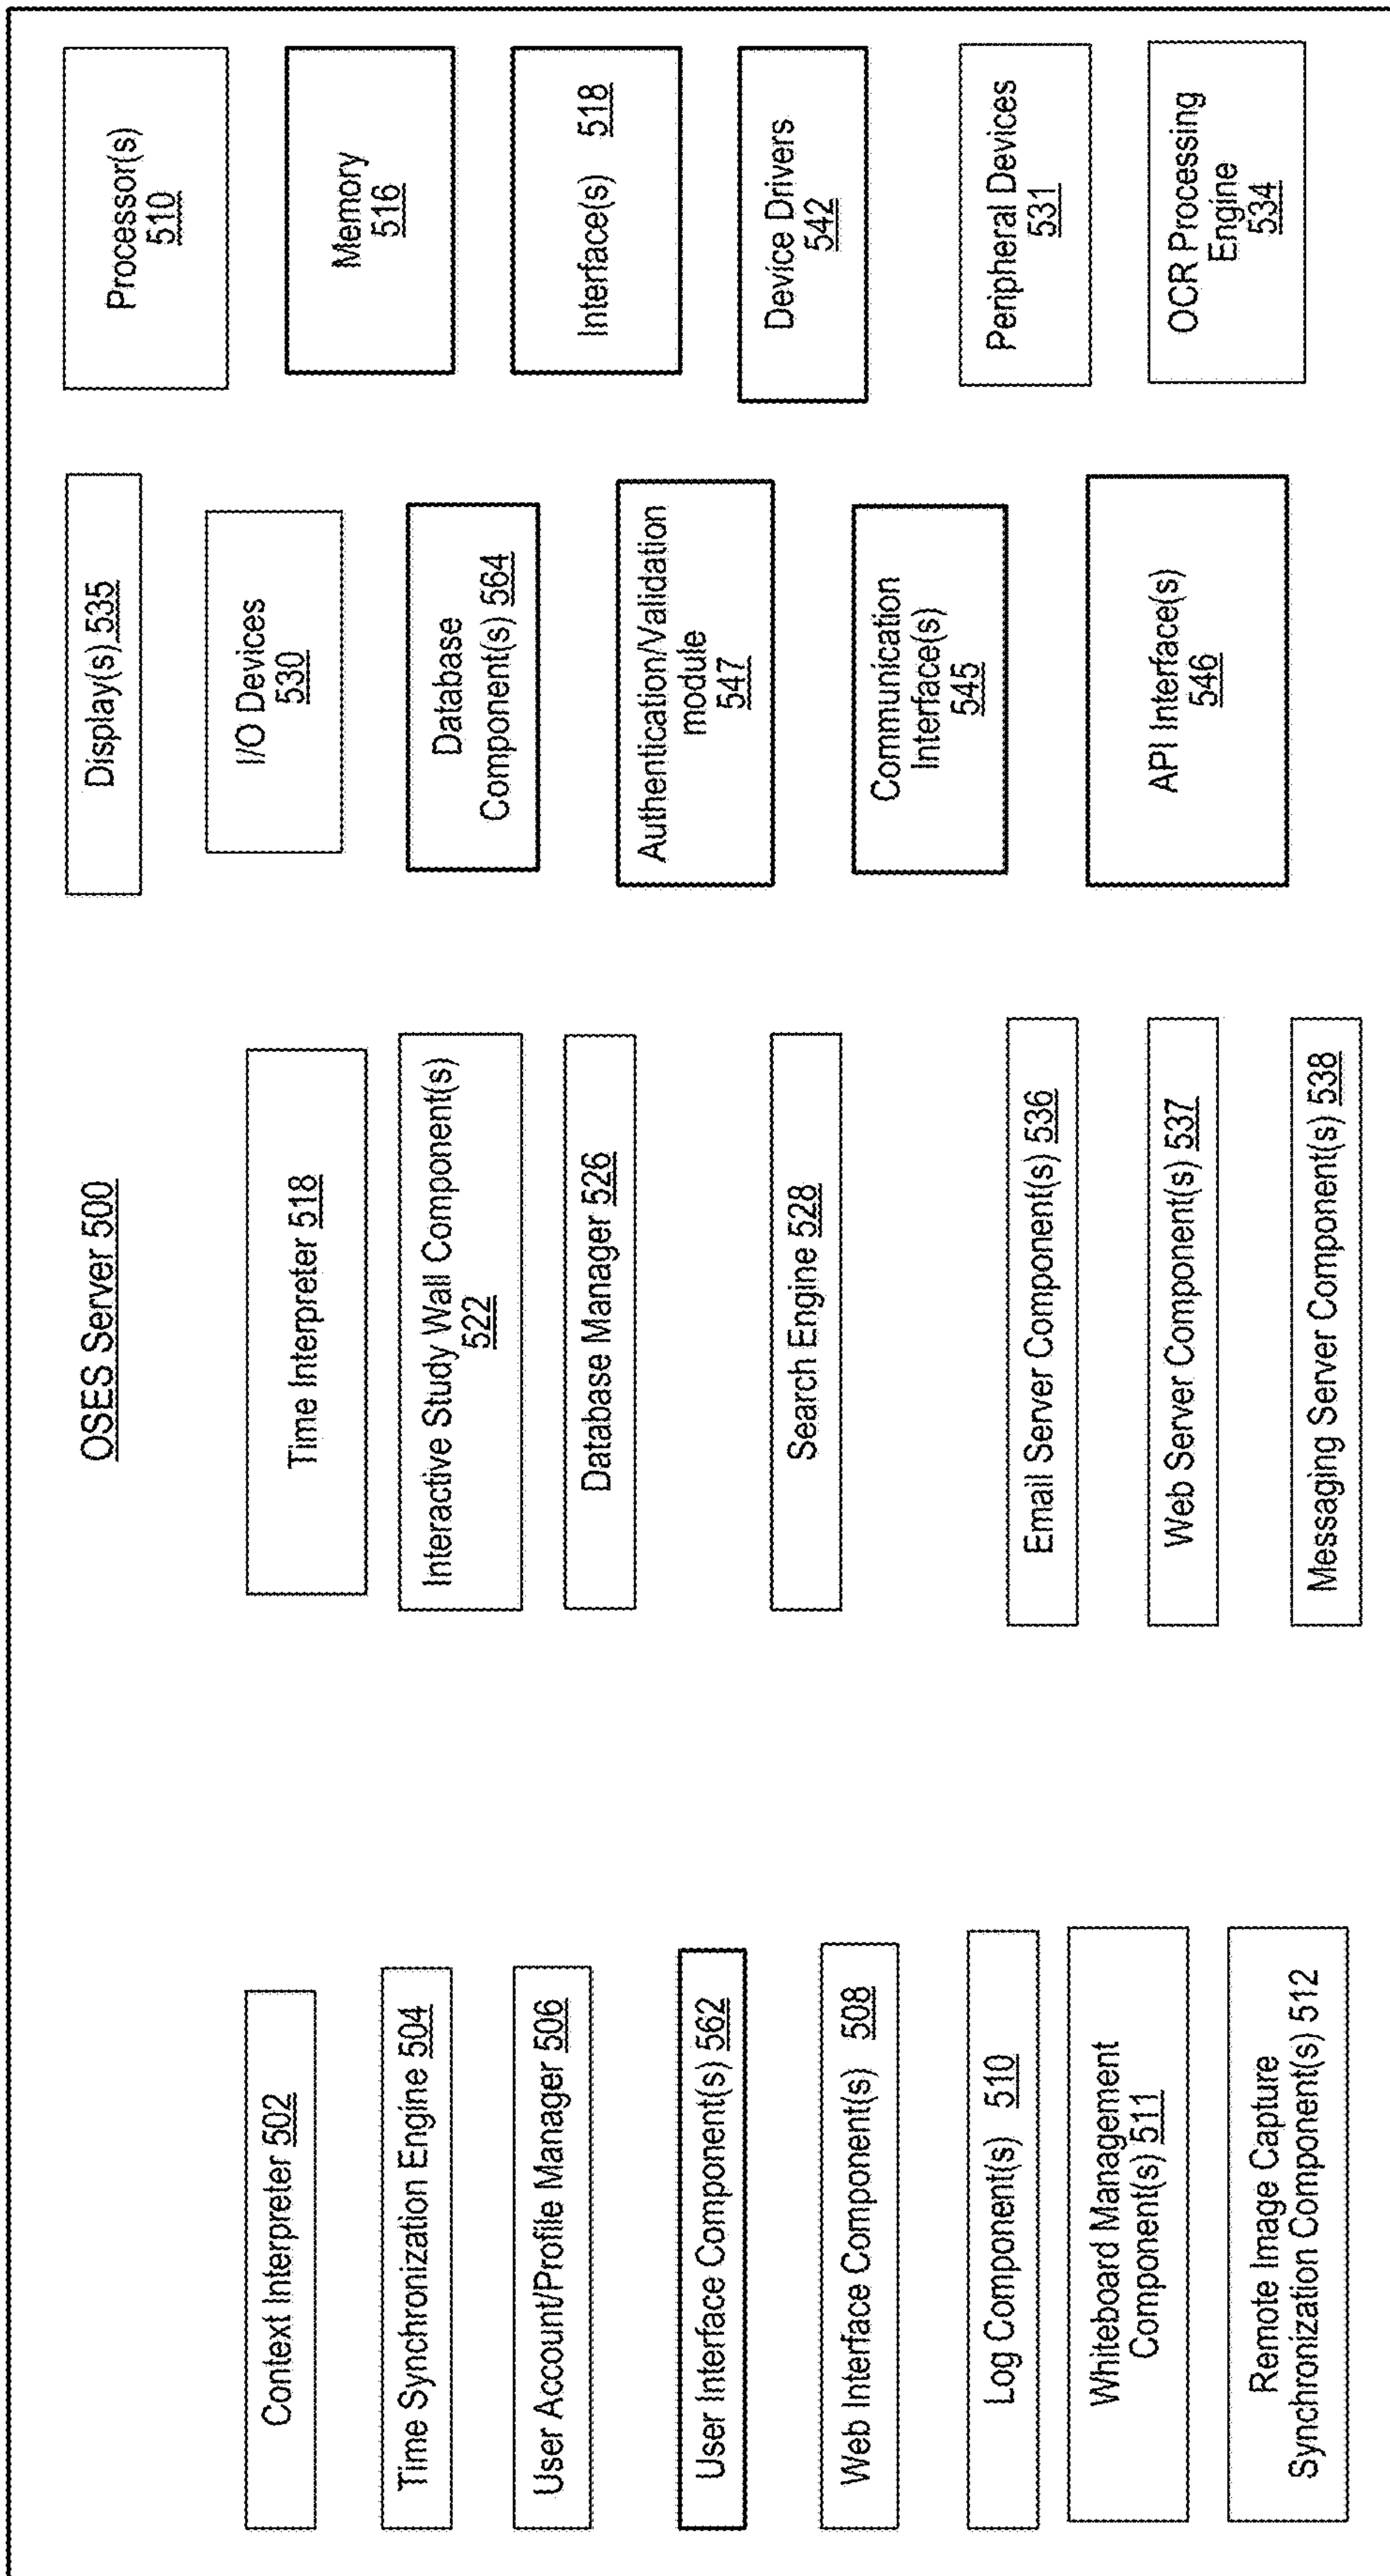 OSES Server 500
Context Interpreter 502
Time Synchronization Engine 504
User Account/Profile Manager 506
User Interface Component(s) 562
Web Interface Component(s) 508
Log Component(s) 510
Whiteboard Management
Component(s) 511
Remote Image Capture
Synchronization Component(s) 512
Time Interpreter 518
Interactive Study Wall Component(s)
522
Database Manager 526
Search Engine 528
Email Server Component(s) 536
Web Server Component(s) 537
Messaging Server Component(s) 538
Display(s) 535
I/O Devices
530
Database
Component(s) 564
Authentication/Validation
module
547
Communication
Interface(s)
545
API Interface(s)
546
Processor(s)
510
Memory
516
Interface(s) 518
Device Drivers
542
Peripheral Devices
531
OCR Processing
Engine
534